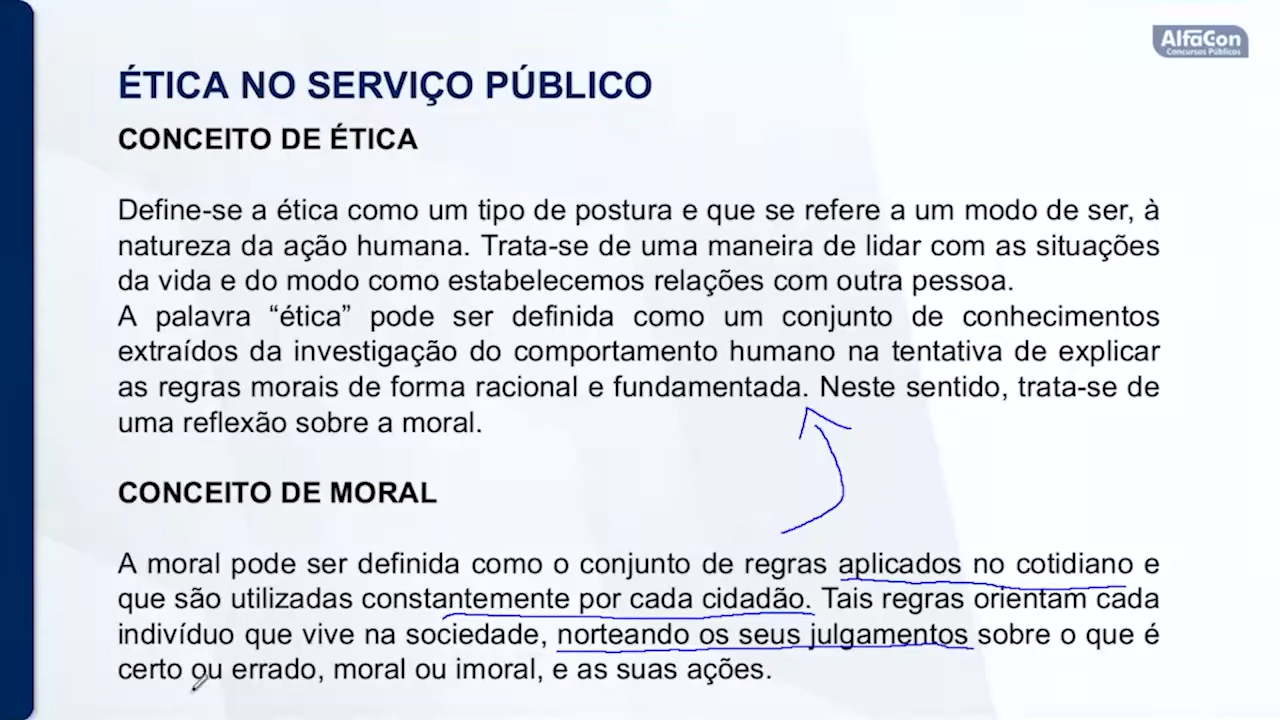 AlfaCon
Concursos Públicos
ÉTICA NO SERVIÇO PÚBLICO
CONCEITO DE ÉTICA
Define-se a ética como um tipo de postura e que se refere a um modo de ser, à
natureza da ação humana. Trata-se de uma maneira de lidar com as situações
da vida e do modo como estabelecemos relações com outra pessoa.
A palavra “ética” pode ser definida como um conjunto de conhecimentos
extraídos da investigação do comportamento humano na tentativa de explicar
as regras morais de forma racional e fundamentada. Neste sentido, trata-se de
uma reflexão sobre a moral.
CONCEITO DE MORAL
A moral pode ser definida como o conjunto de regras aplicados no cotidiano e
que são utilizadas constantemente por cada cidadão. Tais regras orientam cada
indivíduo que vive na sociedade, norteando os seus julgamentos sobre o que é
certo ou errado, moral ou imoral, e as suas ações.